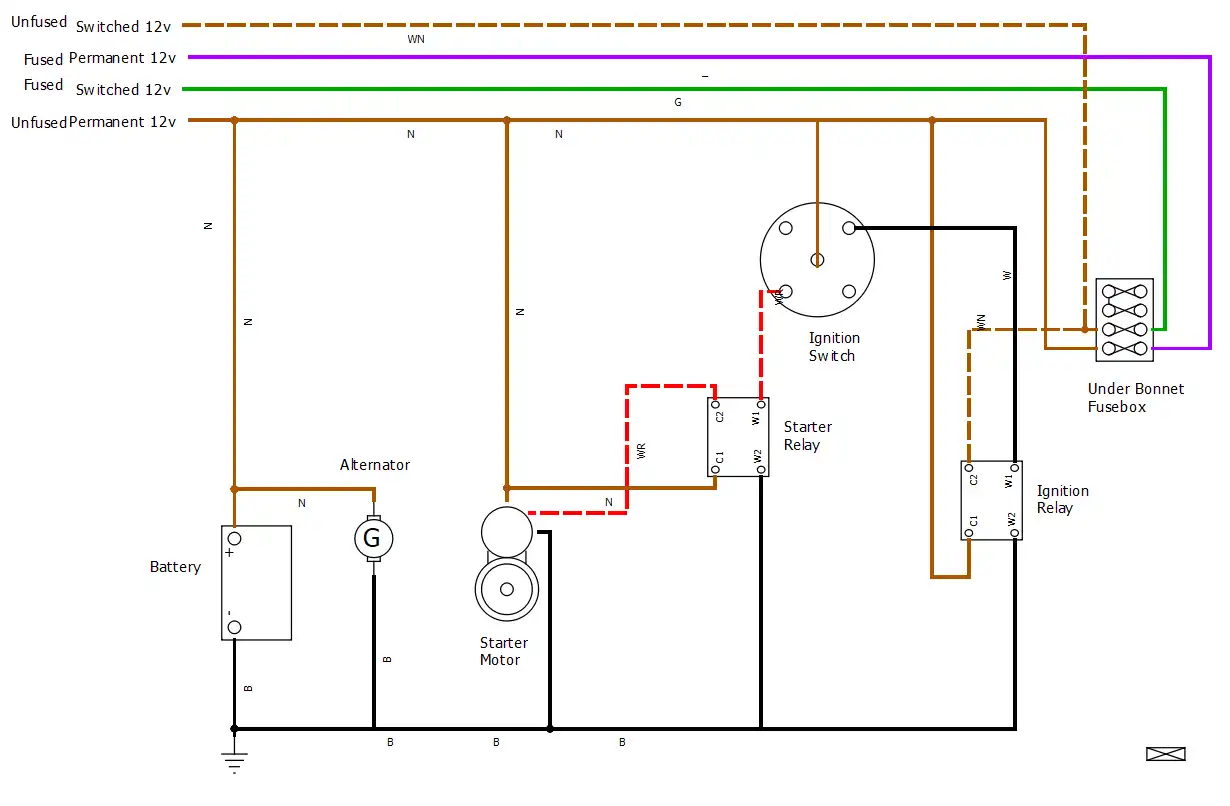 Unfused Switched 12v
WN
Fused Permanent 12v
Fused Switched 12v
G
Unfused Permanent 12v
N
N
N
N
N
W
WR
WN
Ignition
Switch
Under Bonnet
Fusebox
C2
W1
Starter
Relay
WR
C1
W2
Alternator
N
N
C2
W1
Ignition
Relay
C1
W2
G
+
Battery
-
Starter
Motor
B
B
B
B
B